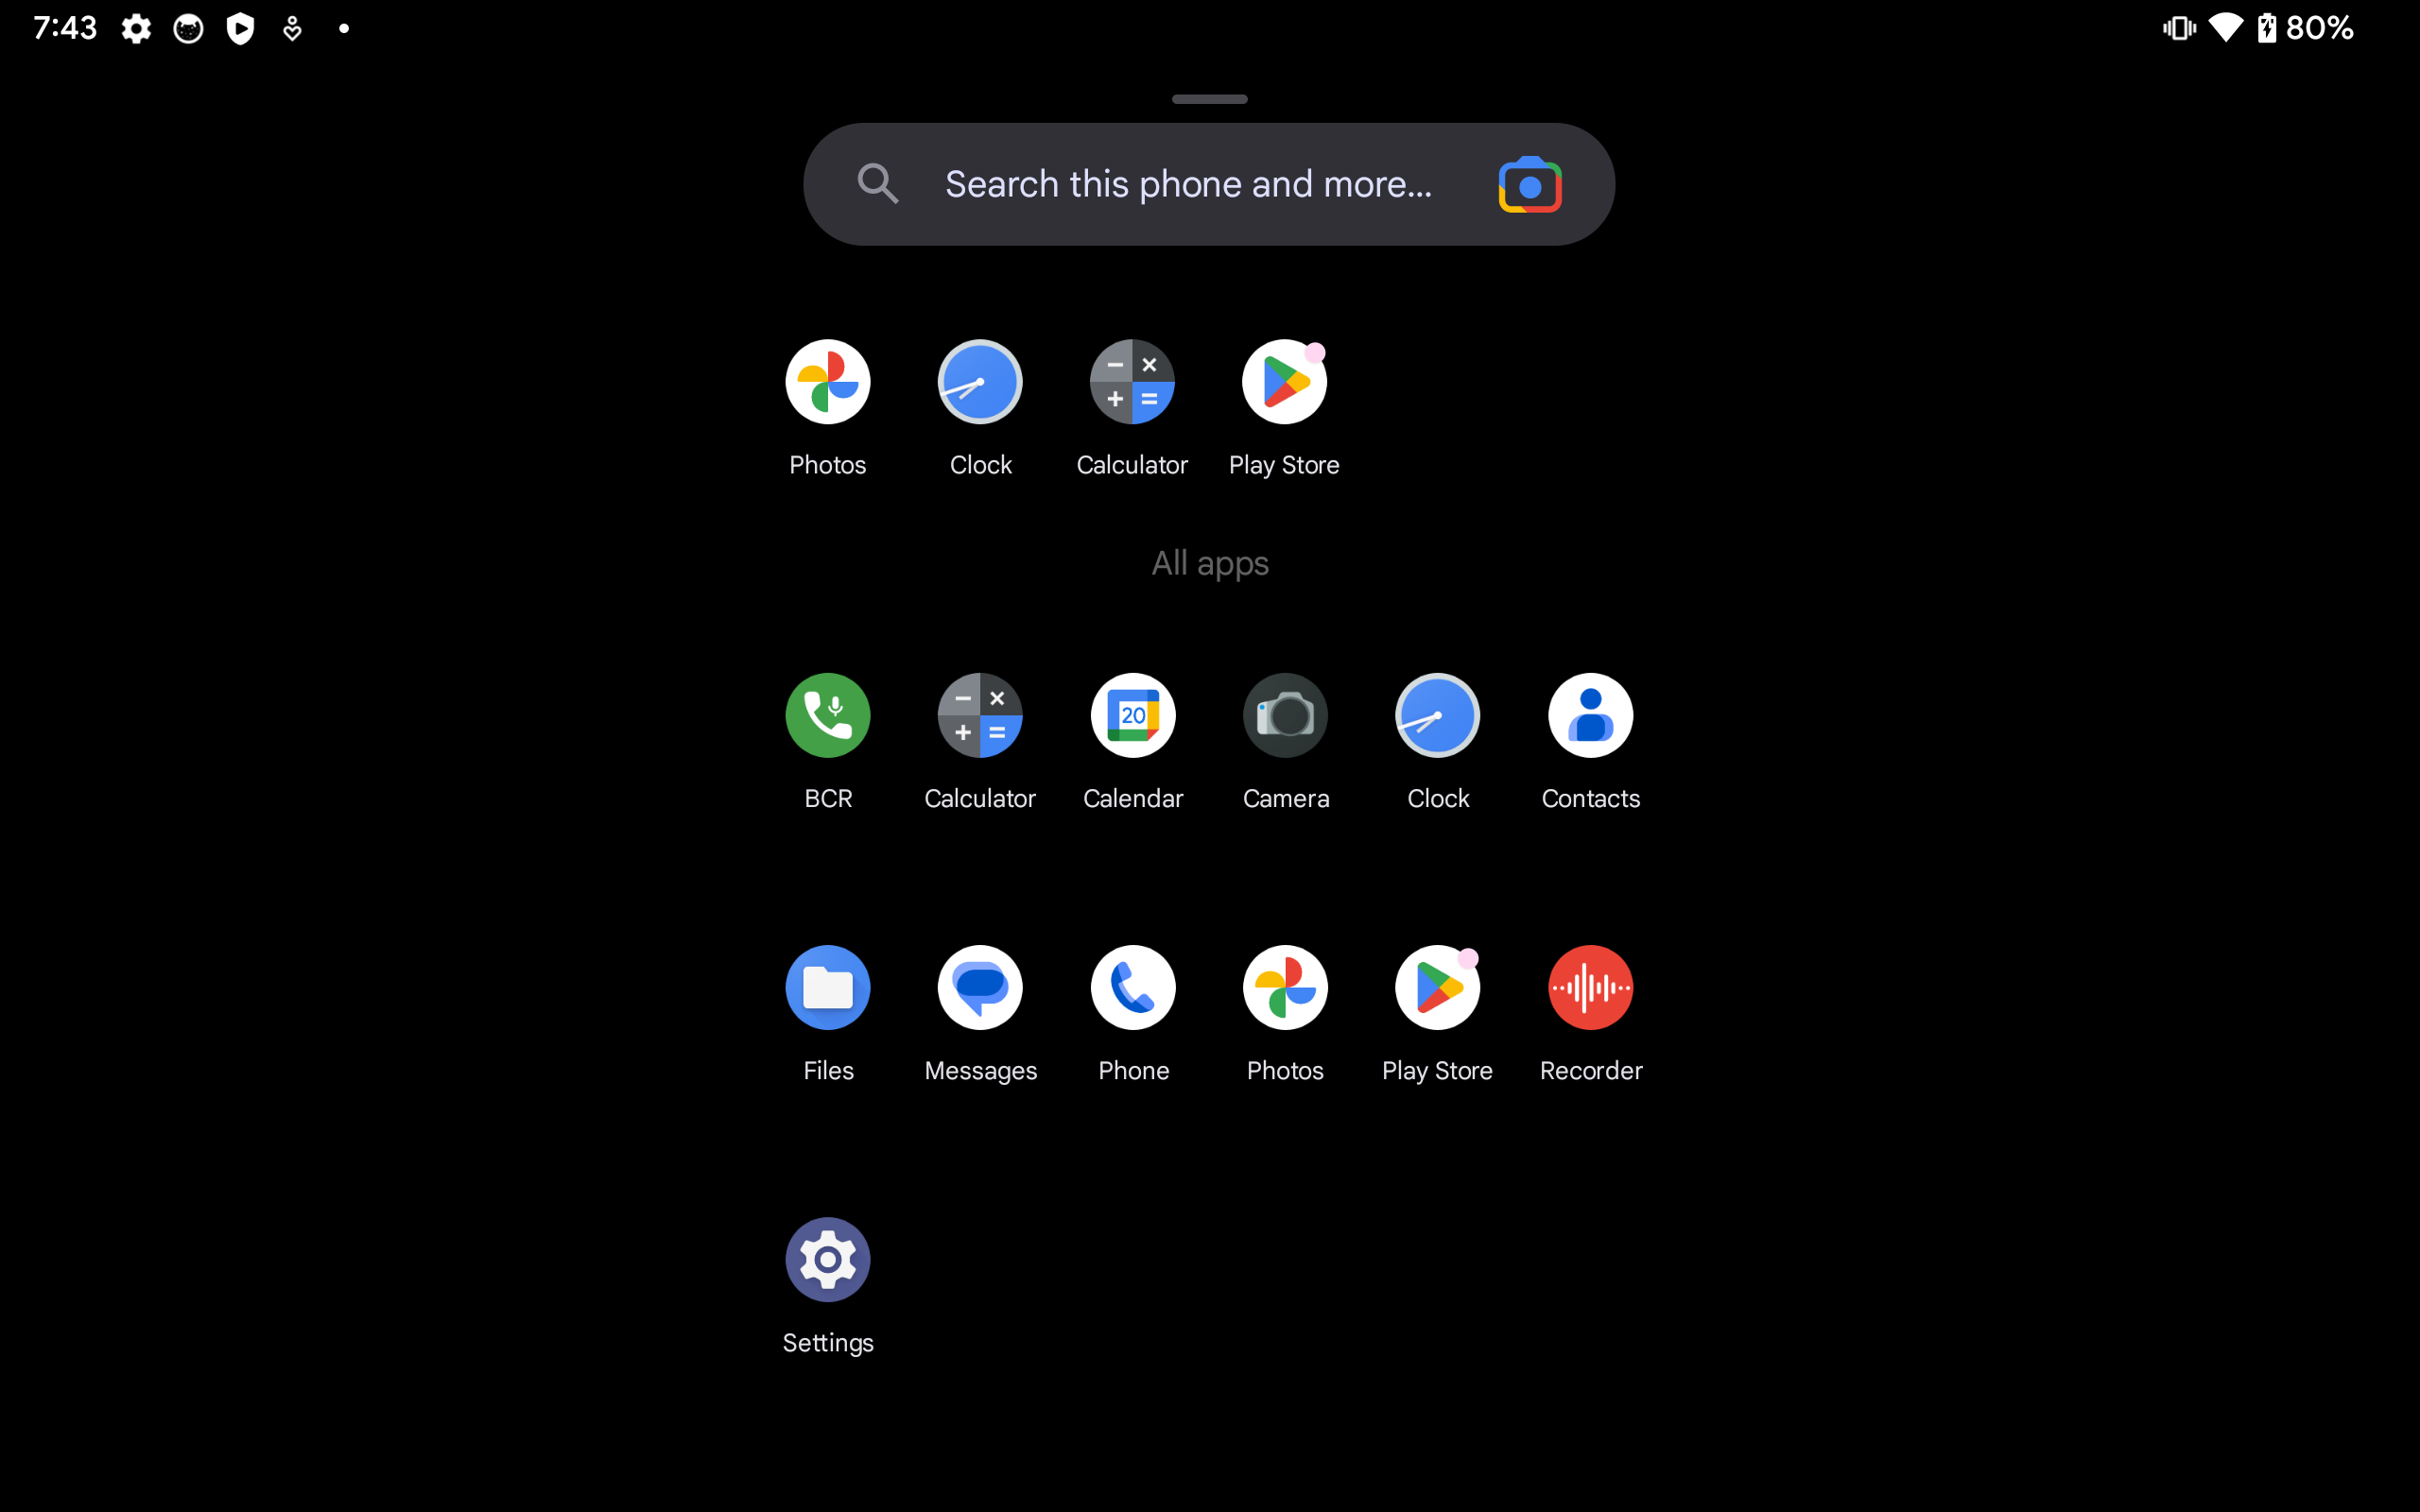 7:43 80%
Search this phone and more...
Photos Clock Calculator Play Store
All apps
20
BCR Calculator Calendar Camera Clock Contacts
Files Messages Phone Photos Play Store Recorder
Settings